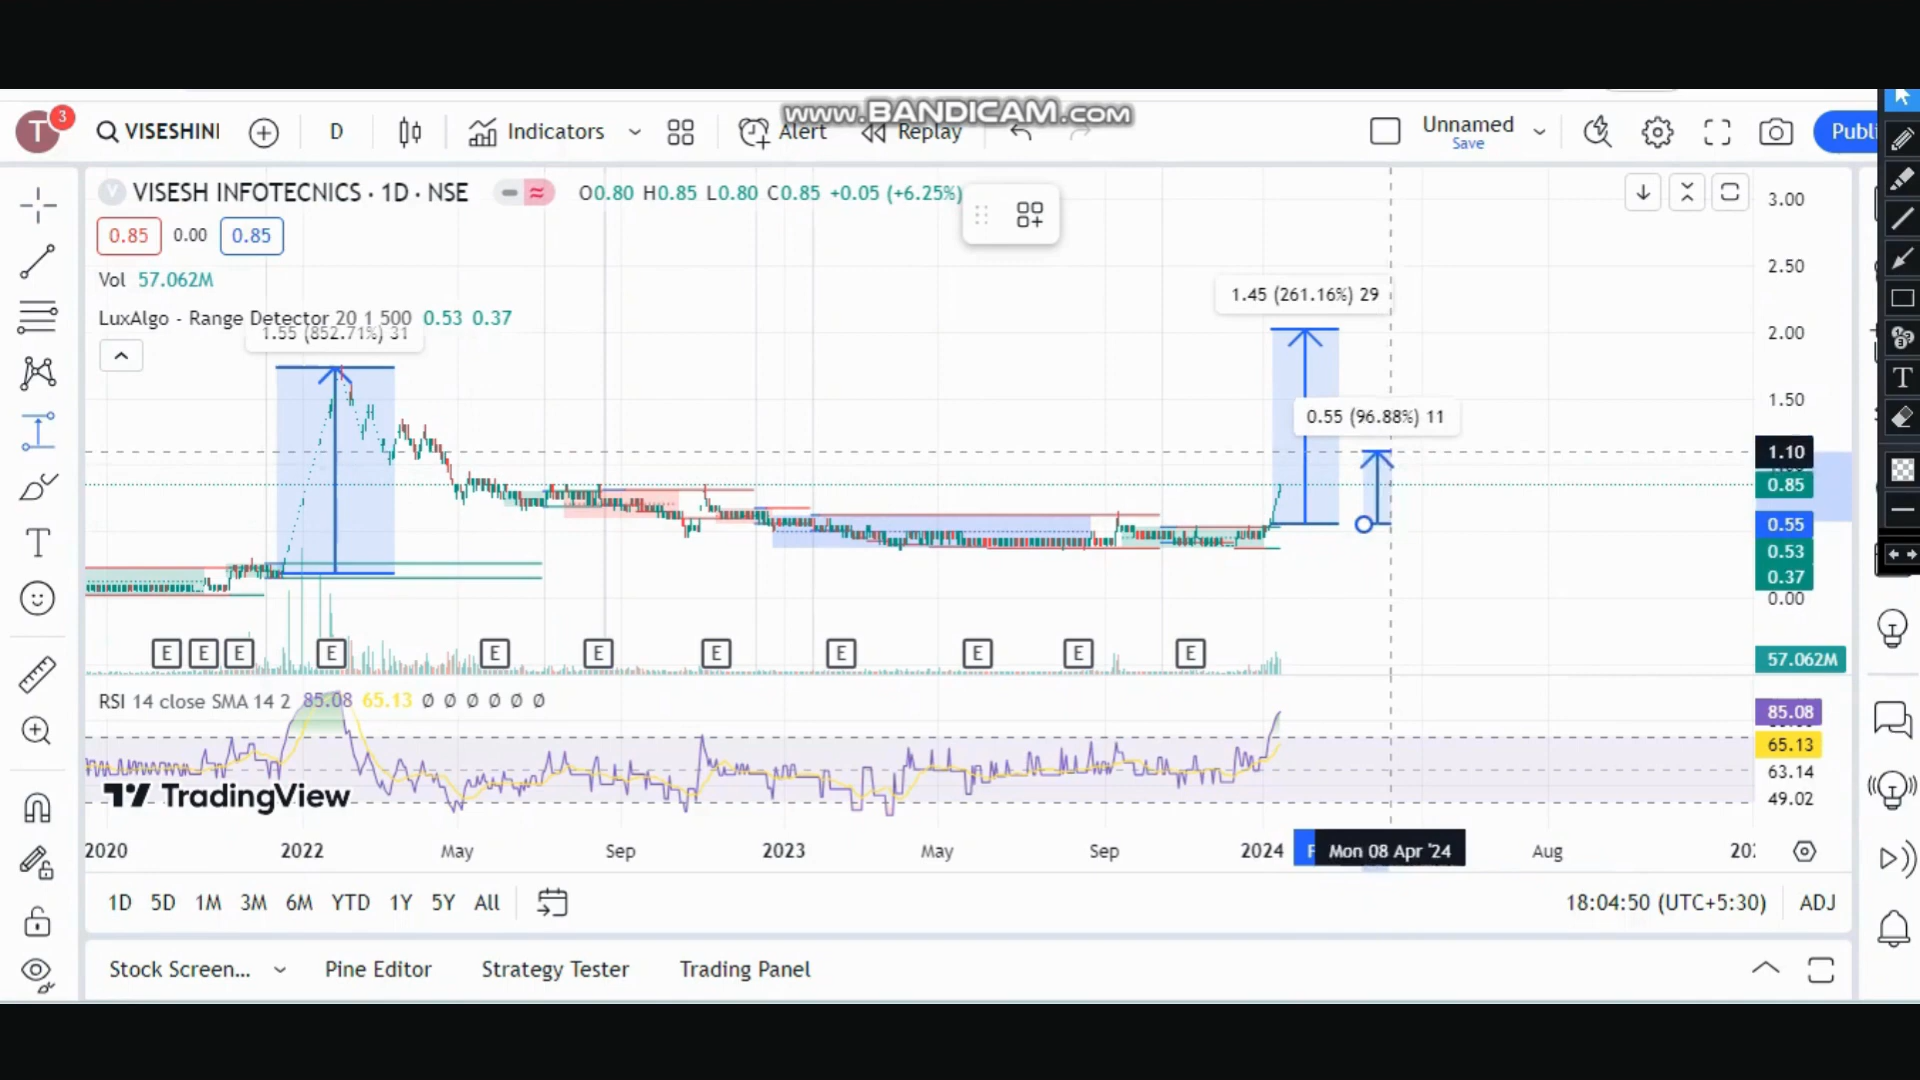 www.BANDICAM.com
T 3 VISESHINI D Indicators Alert Replay Unnamed Save Publi
VISESH INFOTECNICS · 1D · NSE O0.80 H0.85 L0.80 C0.85 +0.05 (+6.25%)
0.85 0.00 0.85
Vol 57.062M
LuxAlgo - Range Detector 20 1 500 0.53 0.37
1.55 (852.71%) 31
1.45 (261.16%) 29
0.55 (96.88%) 11
3.00
2.50
2.00
1.50
1.10
0.85
0.55
0.53
0.37
0.00
57.062M
E E E E E E E E E E E
RSI 14 close SMA 14 2 85.08 65.13 Ø Ø Ø Ø Ø Ø
85.08
65.13
63.14
49.02
TradingView
2020 2022 May Sep 2023 May Sep 2024 Mon 08 Apr '24 Aug
1D 5D 1M 3M 6M YTD 1Y 5Y All 18:04:50 (UTC+5:30) ADJ
Stock Screen... Pine Editor Strategy Tester Trading Panel
T
T